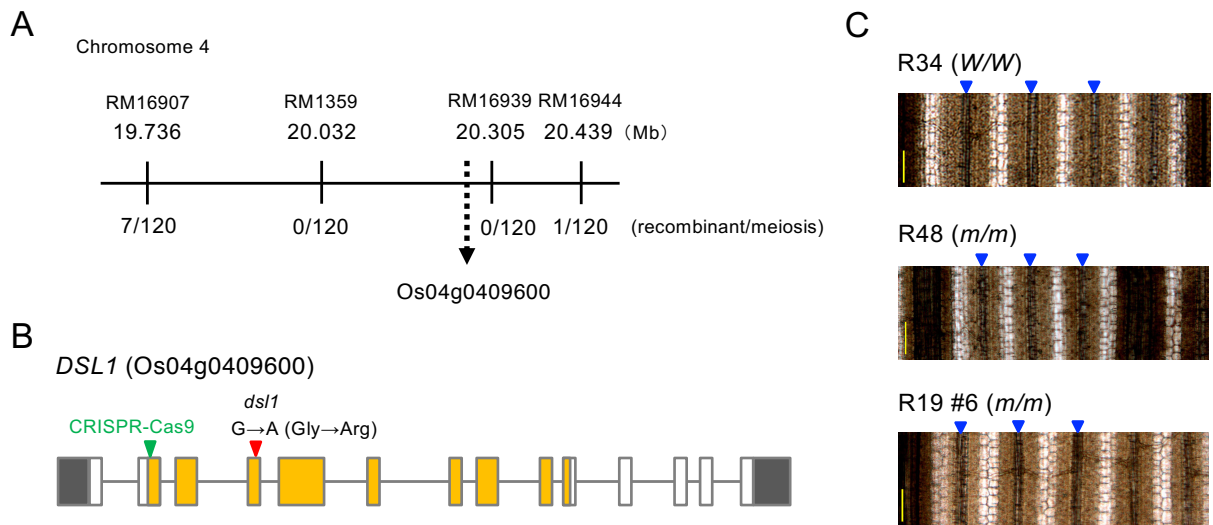 A
Chromosome 4
RM16907 RM1359 RM16939 RM16944
19.736 20.032 20.305 20.439（Mb)
7/120 0/120 0/120 1/120 (recombinant/meiosis)
Os04g0409600
B
DSL1 (Os04g0409600)
CRISPR-Cas9
dsl1
G→A (Gly→Arg)
C
R34 (W/W)
R48 (m/m)
R19 #6 (m/m)